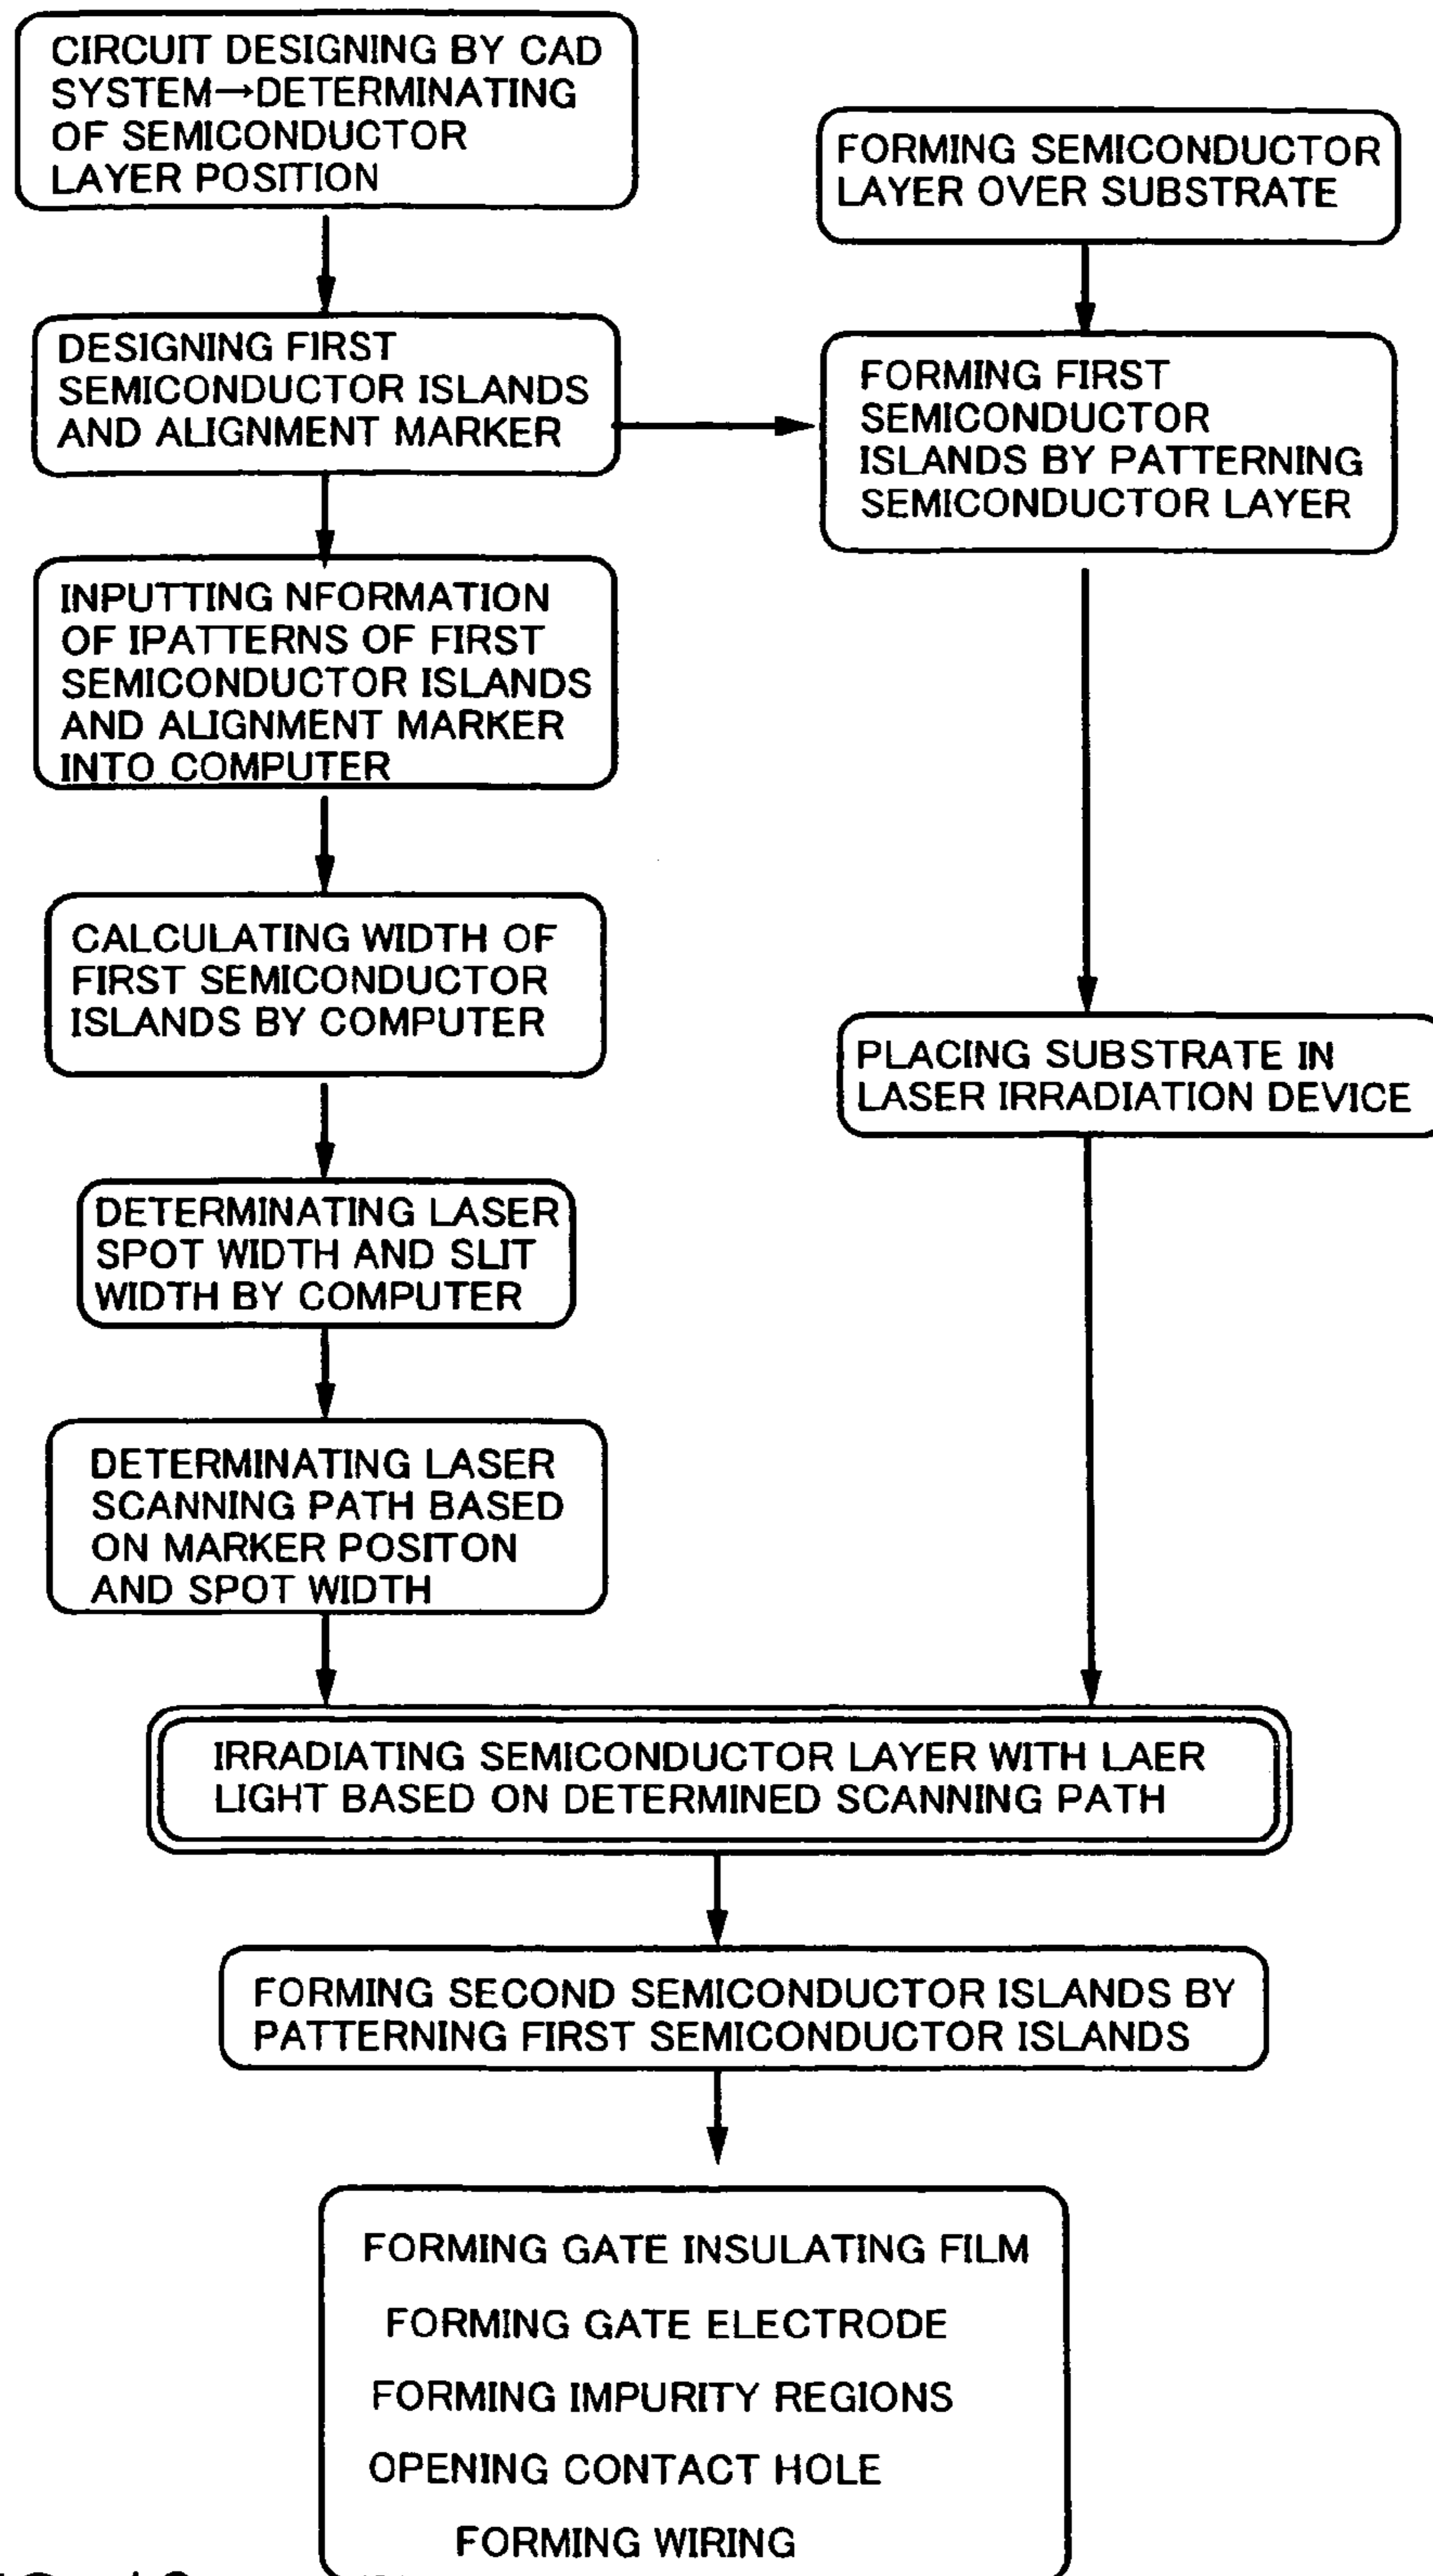 CIRCUIT DESIGNING BY CAD
SYSTEM→DETERMINATING
OF SEMICONDUCTOR
LAYER POSITION
FORMING SEMICONDUCTOR
LAYER OVER SUBSTRATE
DESIGNING FIRST
SEMICONDUCTOR ISLANDS
AND ALIGNMENT MARKER
FORMING FIRST
SEMICONDUCTOR
ISLANDS BY PATTERNING
SEMICONDUCTOR LAYER
INPUTTING NFORMATION
OF IPATTERNS OF FIRST
SEMICONDUCTOR ISLANDS
AND ALIGNMENT MARKER
INTO COMPUTER
CALCULATING WIDTH OF
FIRST SEMICONDUCTOR
ISLANDS BY COMPUTER
PLACING SUBSTRATE IN
LASER IRRADIATION DEVICE
DETERMINATING LASER
SPOT WIDTH AND SLIT
WIDTH BY COMPUTER
DETERMINATING LASER
SCANNING PATH BASED
ON MARKER POSITON
AND SPOT WIDTH
IRRADIATING SEMICONDUCTOR LAYER WITH LAER
LIGHT BASED ON DETERMINED SCANNING PATH
FORMING SECOND SEMICONDUCTOR ISLANDS BY
PATTERNING FIRST SEMICONDUCTOR ISLANDS
FORMING GATE INSULATING FILM
FORMING GATE ELECTRODE
FORMING IMPURITY REGIONS
OPENING CONTACT HOLE
FORMING WIRING